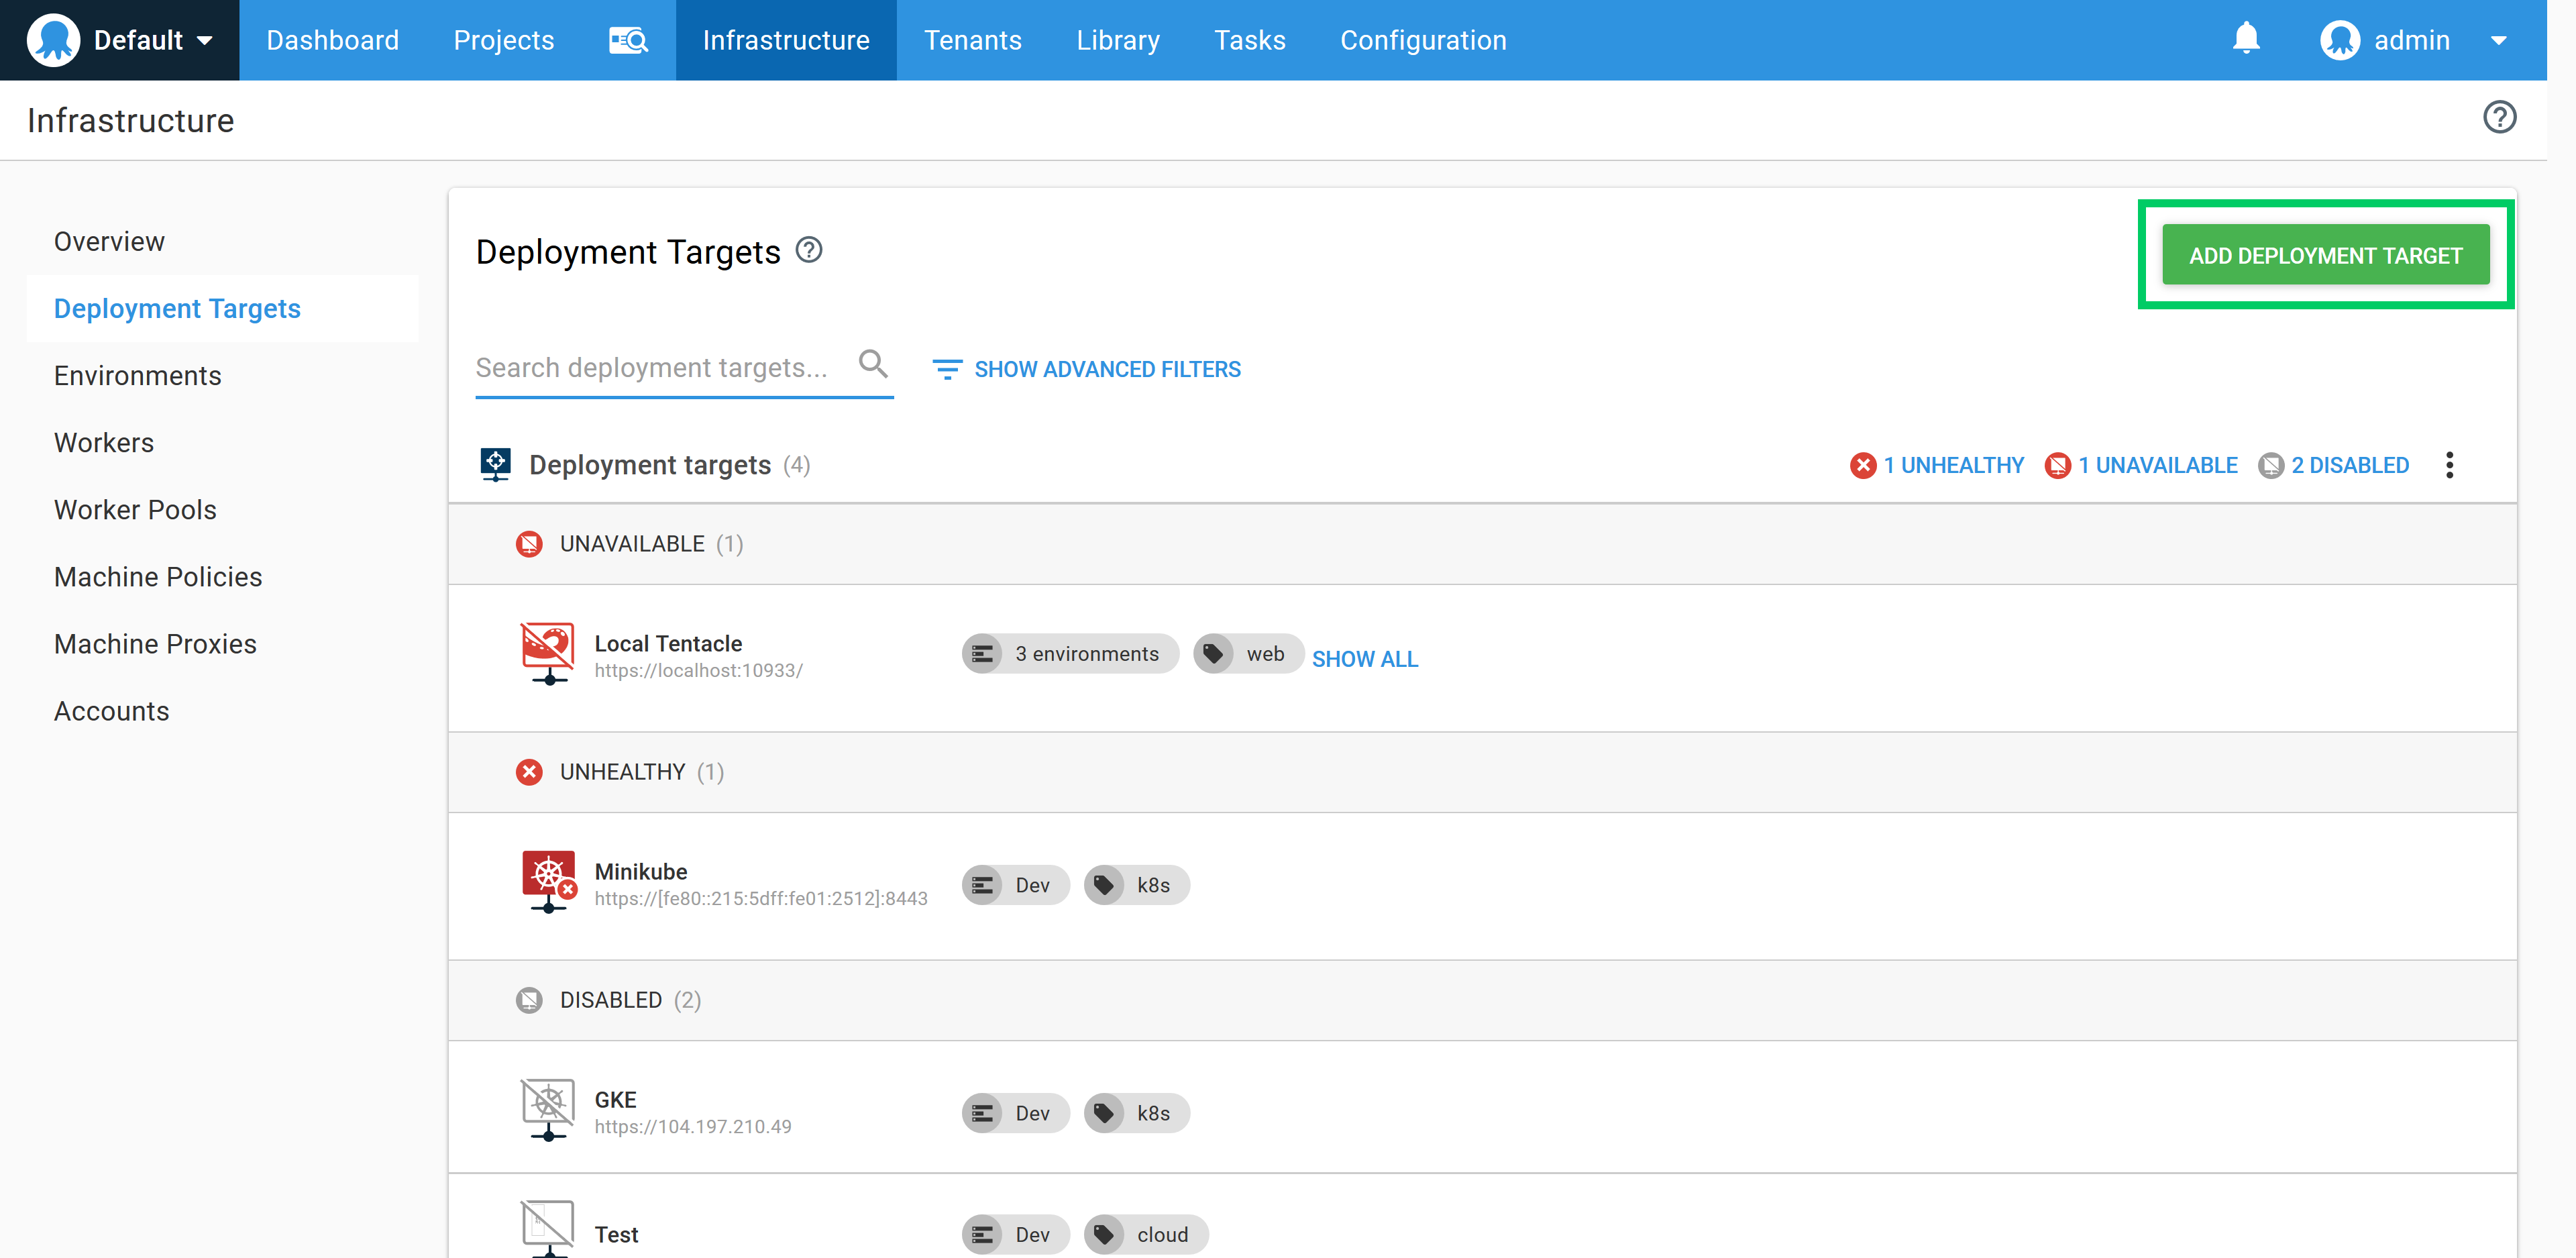 Default Dashboard Projects Infrastructure Tenants Library Tasks Configuration admin
Infrastructure
Overview
Deployment Targets
Environments
Workers
Worker Pools
Machine Policies
Machine Proxies
Accounts
Deployment Targets
ADD DEPLOYMENT TARGET
Search deployment targets...
SHOW ADVANCED FILTERS
Deployment targets (4)
1 UNHEALTHY 1 UNAVAILABLE 2 DISABLED
UNAVAILABLE (1)
Local Tentacle
https://localhost:10933/
3 environments web SHOW ALL
UNHEALTHY (1)
Minikube
https://[fe80::215:5dff:fe01:2512]:8443
Dev k8s
DISABLED (2)
GKE
https://104.197.210.49
Dev k8s
Test
Dev cloud